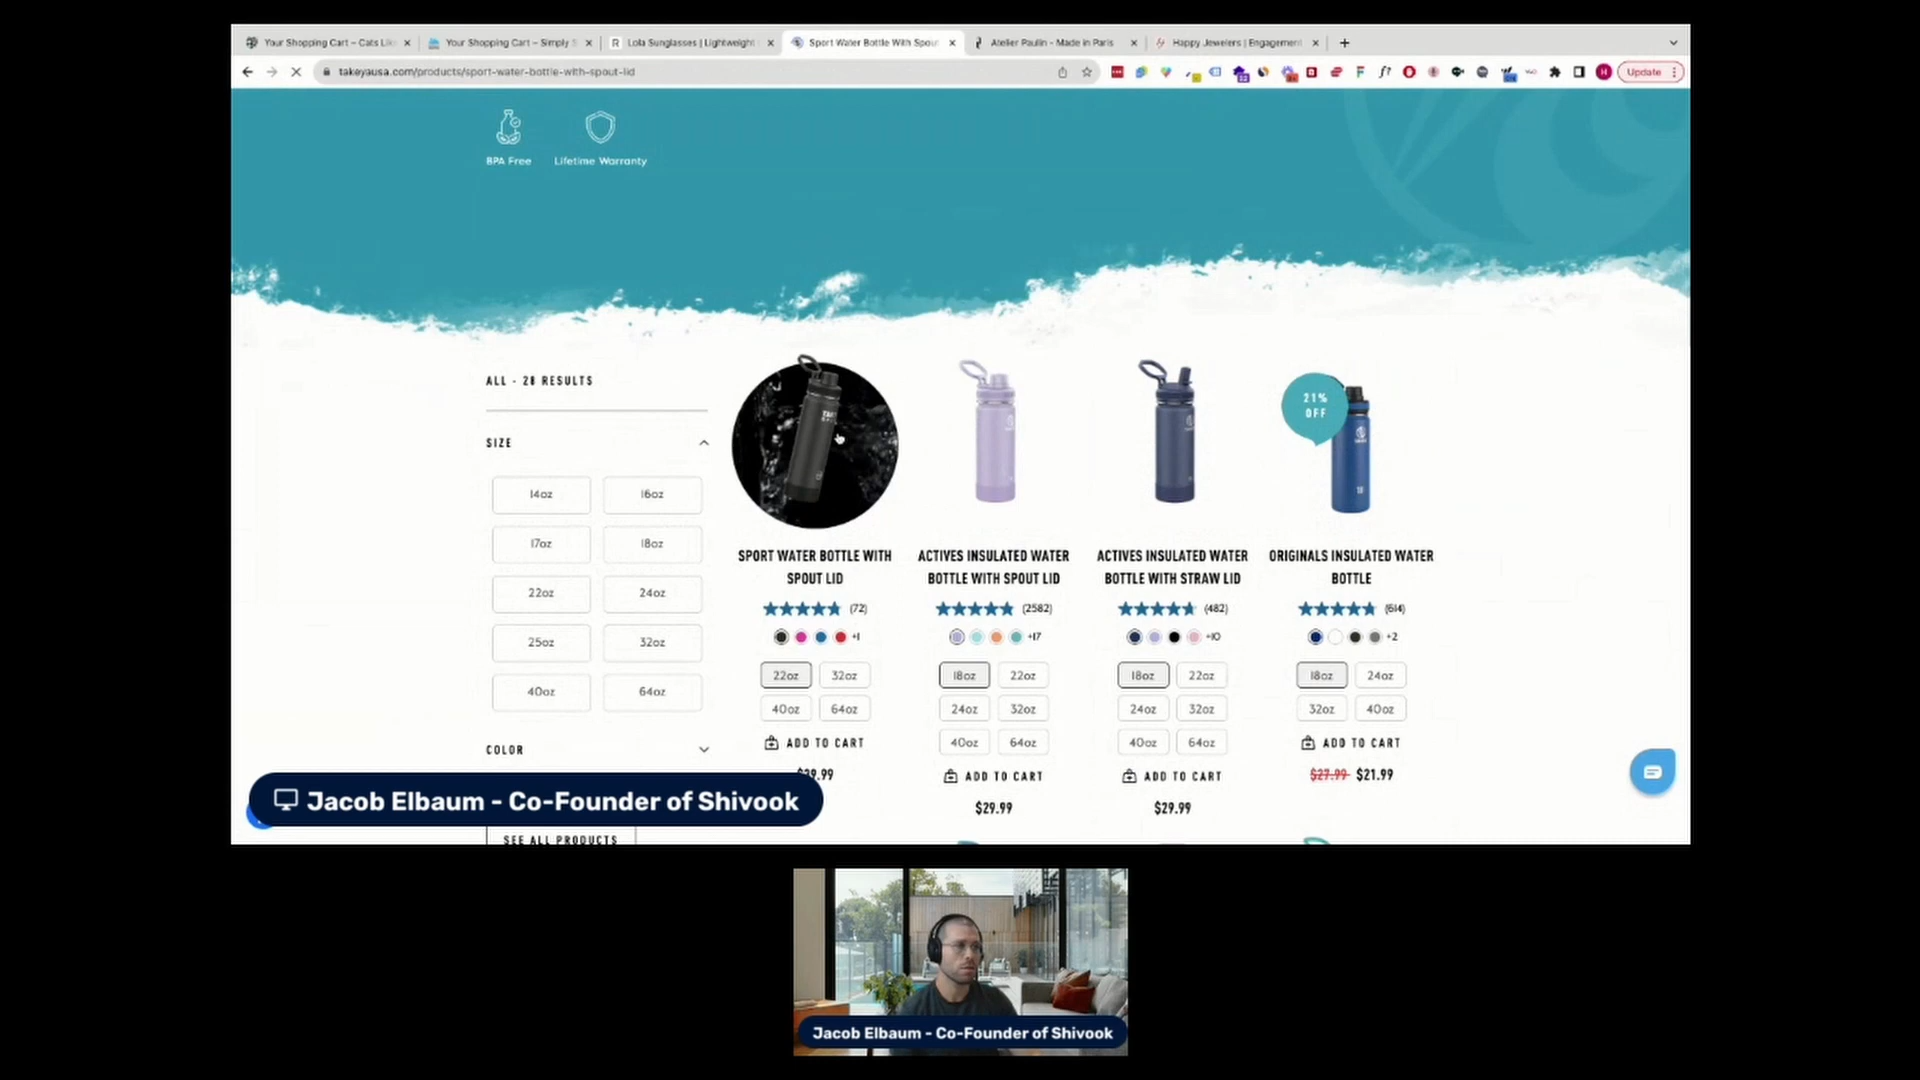 Your Shopping Cart – Cats Lik
Your Shopping Cart – Simply S
Lola Sunglasses | Lightweight
Sport Water Bottle With Spout
Atelier Paulin - Made in Paris
Happy Jewelers | Engagement
takeyausa.com/products/sport-water-bottle-with-spout-lid
Update
BPA Free
Lifetime Warranty
ALL - 28 RESULTS
SIZE
14oz 16oz
17oz 18oz
22oz 24oz
25oz 32oz
40oz 64oz
COLOR
SEE ALL PRODUCTS
SPORT WATER BOTTLE WITH
SPOUT LID
(72)
+1
22oz 32oz
40oz 64oz
ADD TO CART
ACTIVES INSULATED WATER
BOTTLE WITH SPOUT LID
(2582)
+17
18oz 22oz
24oz 32oz
40oz 64oz
ADD TO CART
$29.99
ACTIVES INSULATED WATER
BOTTLE WITH STRAW LID
(482)
+10
18oz 22oz
24oz 32oz
40oz 64oz
ADD TO CART
$29.99
21%
OFF
ORIGINALS INSULATED WATER
BOTTLE
(614)
+2
18oz 24oz
32oz 40oz
ADD TO CART
$27.99 $21.99
Jacob Elbaum - Co-Founder of Shivook
Jacob Elbaum - Co-Founder of Shivook